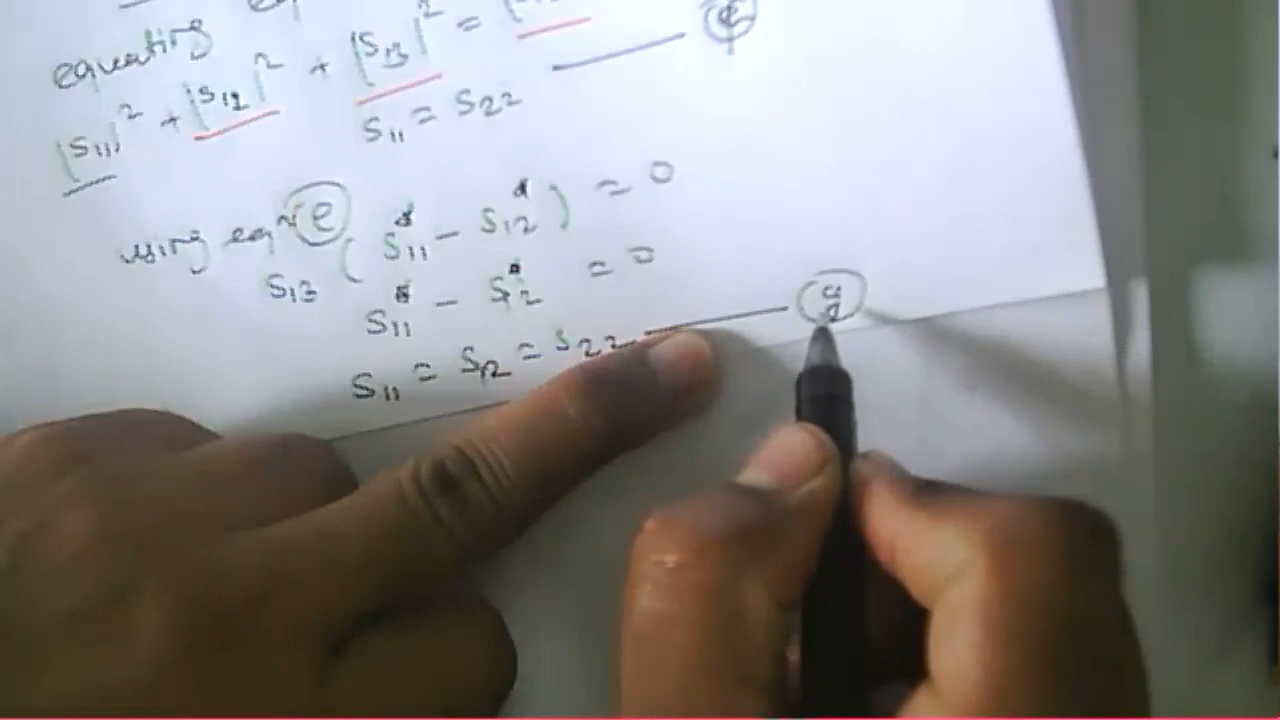 equating
|S11|² + |S12|² + |S13|² =
S11 = S22
using eqn (e)
S13 (S11* - S12*) = 0
S11* - S12* = 0
S11 = S12 = S22 —— (g)